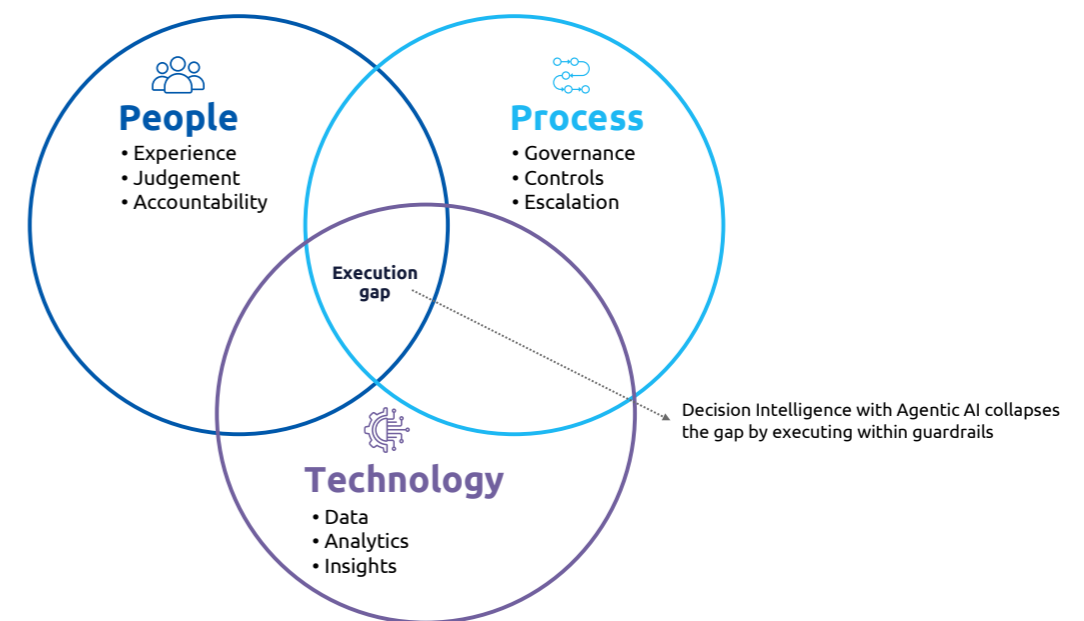 People
• Experience
• Judgement
• Accountability
Process
• Governance
• Controls
• Escalation
Execution
gap
Decision Intelligence with Agentic AI collapses
the gap by executing within guardrails
Technology
• Data
• Analytics
• Insights